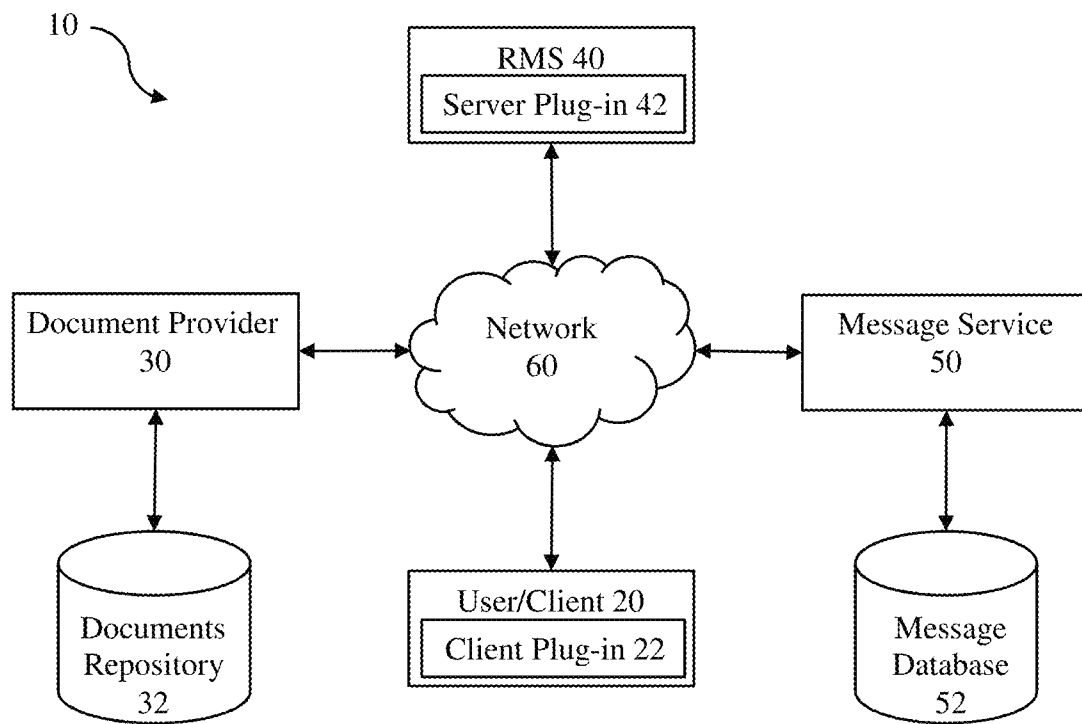 10
RMS 40
Server Plug-in 42
Document Provider
30
Network
60
Message Service
50
Documents
Repository
32
User/Client 20
Client Plug-in 22
Message
Database
52